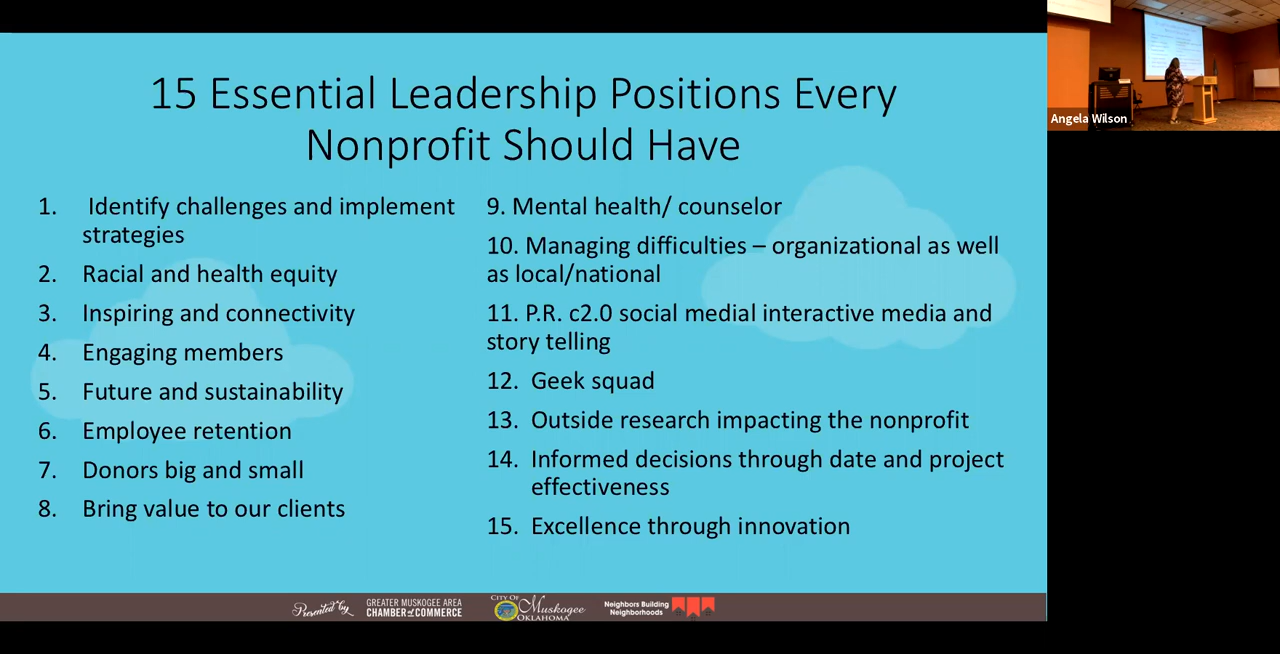 15 Essential Leadership Positions Every
Nonprofit Should Have
1. Identify challenges and implement
strategies
2. Racial and health equity
3. Inspiring and connectivity
4. Engaging members
5. Future and sustainability
6. Employee retention
7. Donors big and small
8. Bring value to our clients
9. Mental health/ counselor
10. Managing difficulties – organizational as well
as local/national
11. P.R. c2.0 social medial interactive media and
story telling
12. Geek squad
13. Outside research impacting the nonprofit
14. Informed decisions through date and project
effectiveness
15. Excellence through innovation
Angela Wilson
Presented by
GREATER MUSKOGEE AREA
CHAMBER of COMMERCE
CITY OF
Muskogee
OKLAHOMA
Neighbors Building
Neighborhoods